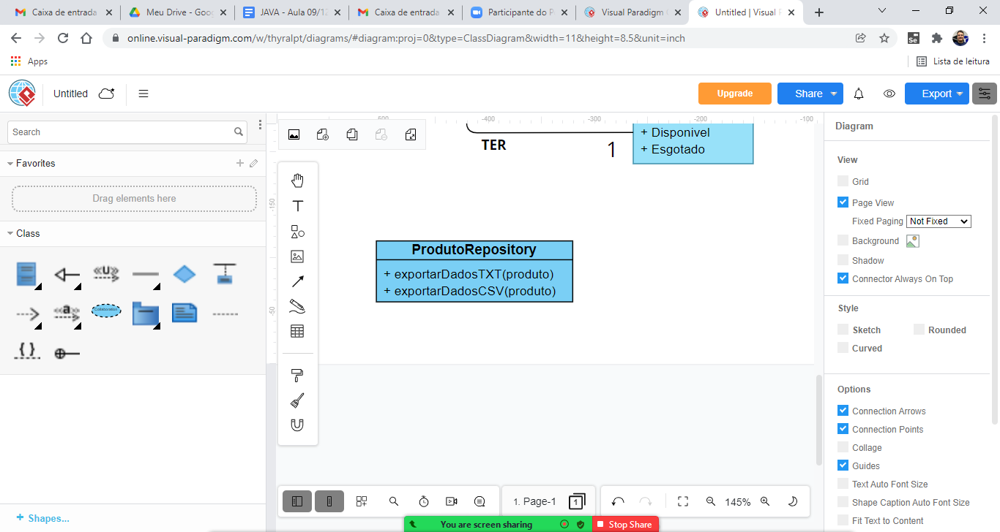 Caixa de entrada
Meu Drive - Goo
JAVA - Aula 09/12
Caixa de entrada
Participante do P
Visual Paradigm
Untitled | Visual P
online.visual-paradigm.com/w/thyralpt/diagrams/#diagram:proj=0&type=ClassDiagram&width=11&height=8.5&unit=inch
Se
Apps
Lista de leitura
Untitled
Upgrade
Share
Export
Search
Favorites
Drag elements here
Class
«U»
«a»
Collaboration
{ }
Shapes...
-400
-300
-200
-100
-150
-50
TER
1
+ Disponivel
+ Esgotado
ProdutoRepository
+ exportarDadosTXT(produto)
+ exportarDadosCSV(produto)
1. Page-1
1
145%
You are screen sharing
Stop Share
Diagram
View
Grid
Page View
Fixed Paging
Not Fixed
Background
Shadow
Connector Always On Top
Style
Sketch
Rounded
Curved
Options
Connection Arrows
Connection Points
Collage
Guides
Text Auto Font Size
Shape Caption Auto Font Size
Fit Text to Content